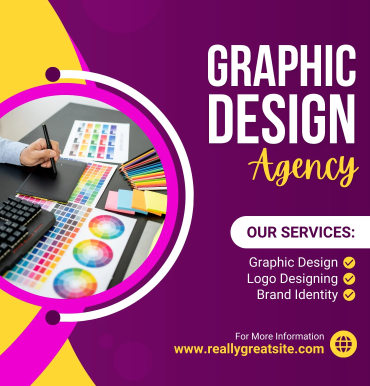 GRAPHIC
DESIGN
Agency
OUR SERVICES:
Graphic Design
Logo Designing
Brand Identity
For More Information
www.reallygreatsite.com